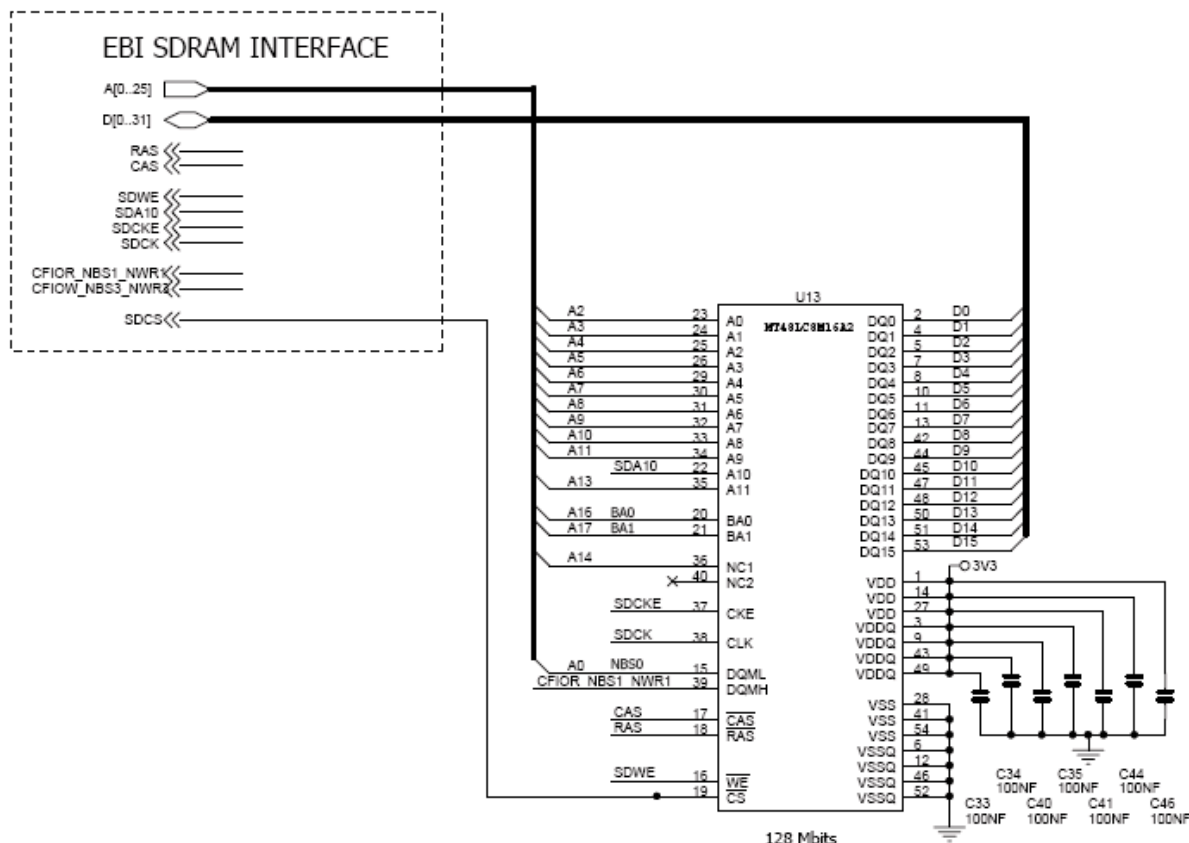 EBI SDRAM INTERFACE
A[0..25]
D[0..31]
RAS
CAS
SDWE
SDA10
SDCKE
SDCK
CFIOR_NBS1_NWR1
SDCS
U13
MT48LC8M16A2
A2 23 A0 DQ0 2 D0
A3 24 A1 DQ1 4 D1
A4 25 A2 DQ2 5 D2
A5 26 A3 DQ3 7 D3
A6 29 A4 DQ4 8 D4
A7 30 A5 DQ5 10 D5
A8 31 A6 DQ6 11 D6
A9 32 A7 DQ7 13 D7
A10 33 A8 DQ8 42 D8
A11 34 A9 DQ9 44 D9
SDA10 22 A10 DQ10 45 D10
A13 35 A11 DQ11 47 D11
DQ12 48 D12
A16 BA0 20 BA0 DQ13 50 D13
A17 BA1 21 BA1 DQ14 51 D14
DQ15 53 D15
A14 36 NC1
3V3
40 NC2 VDD 1
VDD 14
SDCKE 37 CKE VDD 27
VDDQ 3
SDCK 38 CLK VDDQ 9
VDDQ 43
A0 NBS0 15 DQML VDDQ 49
CFIOR_NBS1_NWR1 39 DQMH
VSS 28
CAS 17 CAS VSS 41
RAS 18 RAS VSS 54
VSSQ 6
VSSQ 12
SDWE 16 WE VSSQ 46
19 CS VSSQ 52
C34 100NF
C35 100NF
C44 100NF
C33 100NF
C40 100NF
C41 100NF
C46 100NF
128 Mbits